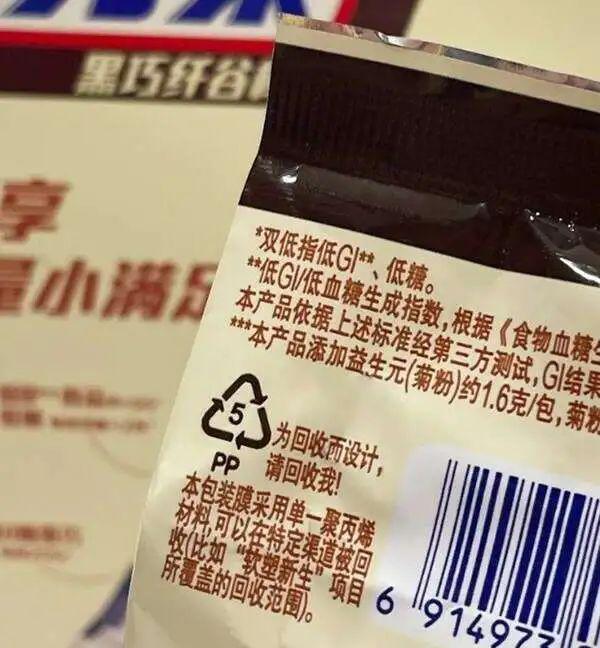 黑巧纤谷
享
小满足
*双低指低GI**、低糖。
**低GI/低血糖生成指数,根据《食物血糖
本产品依据上述标准经第三方测试,GI结果
***本产品添加益生元(菊粉)约1.6克/包,菊粉
5
PP
为回收而设计,
请回收我!
本包装膜采用单一聚丙烯
材料,可以在特定渠道被回
收(比如,“软塑新生”项目
所覆盖的回收范围)。
6 914973